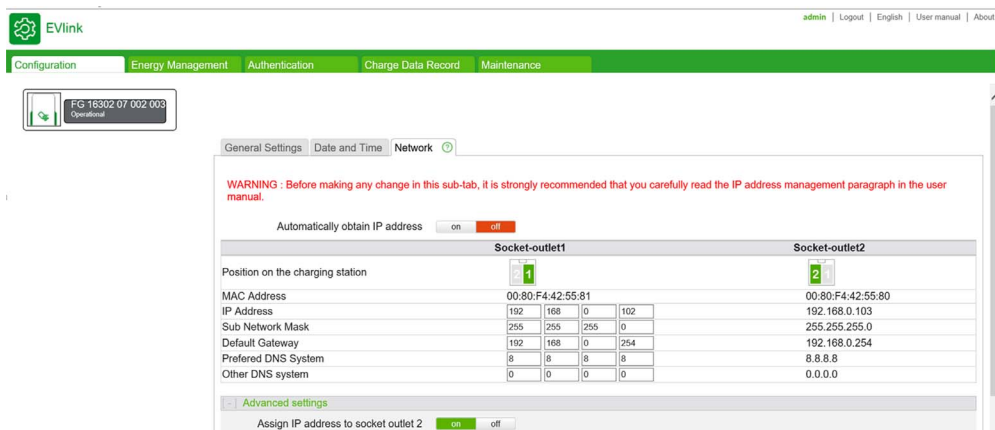 admin | Logout | English | User manual | About
EVlink
Configuration Energy Management Authentication Charge Data Record Maintenance
FG 16302 07 002 003
Operational
General Settings Date and Time Network ?
WARNING : Before making any change in this sub-tab, it is strongly recommended that you carefully read the IP address management paragraph in the user
manual.
Automatically obtain IP address on off
Socket-outlet1 Socket-outlet2
Position on the charging station 2 1 2 1
MAC Address 00:80:F4:42:55:81 00:80:F4:42:55:80
IP Address 192 168 0 102 192.168.0.103
Sub Network Mask 255 255 255 0 255.255.255.0
Default Gateway 192 168 0 254 192.168.0.254
Prefered DNS System 8 8 8 8 8.8.8.8
Other DNS system 0 0 0 0 0.0.0.0
- Advanced settings
Assign IP address to socket outlet 2 on off